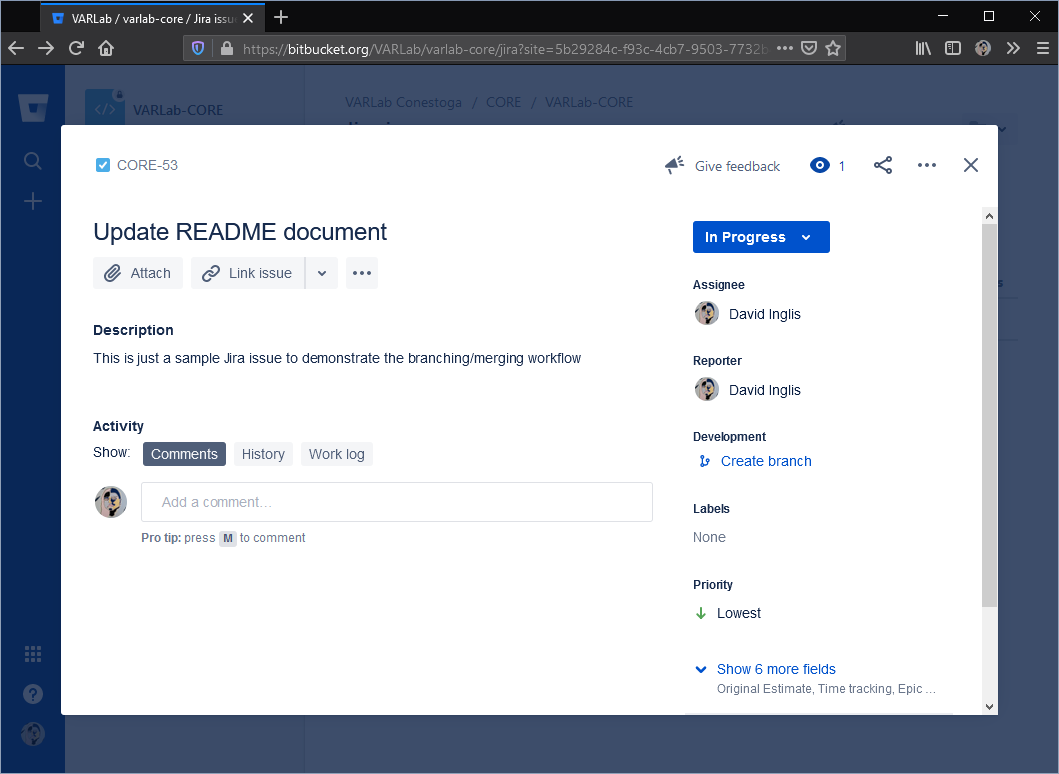 VARLab / varlab-core / Jira issue
https://bitbucket.org/VARLab/varlab-core/jira?site=5b29284c-f93c-4cb7-9503-7732b
VARLab-CORE
VARLab Conestoga / CORE / VARLab-CORE
CORE-53
Give feedback
1
Update README document
Attach
Link issue
Description
This is just a sample Jira issue to demonstrate the branching/merging workflow
Activity
Show: Comments History Work log
Add a comment...
Pro tip: press M to comment
In Progress
Assignee
David Inglis
Reporter
David Inglis
Development
Create branch
Labels
None
Priority
Lowest
Show 6 more fields
Original Estimate, Time tracking, Epic ...